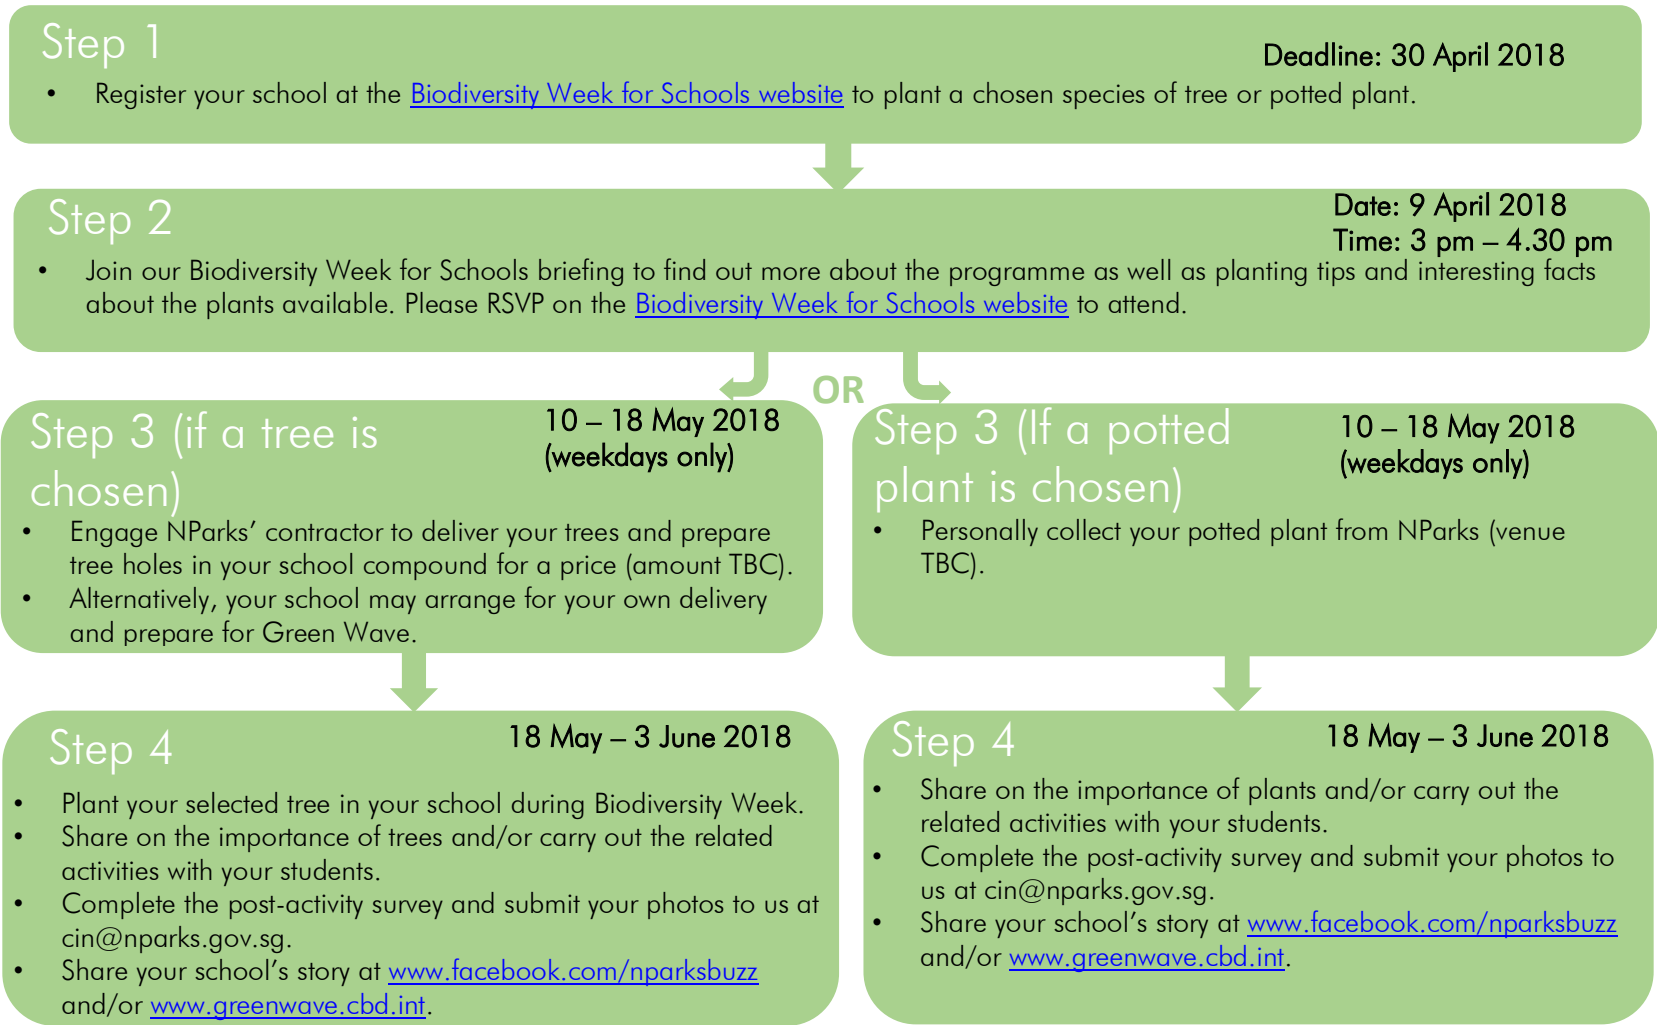 Step 1
Deadline: 30 April 2018
• Register your school at the Biodiversity Week for Schools website to plant a chosen species of tree or potted plant.
Step 2
Date: 9 April 2018
Time: 3 pm – 4.30 pm
• Join our Biodiversity Week for Schools briefing to find out more about the programme as well as planting tips and interesting facts
about the plants available. Please RSVP on the Biodiversity Week for Schools website to attend.
OR
Step 3 (if a tree is
chosen)
10 – 18 May 2018
(weekdays only)
• Engage NParks’ contractor to deliver your trees and prepare
tree holes in your school compound for a price (amount TBC).
• Alternatively, your school may arrange for your own delivery
and prepare for Green Wave.
Step 3 (If a potted
plant is chosen)
10 – 18 May 2018
(weekdays only)
• Personally collect your potted plant from NParks (venue
TBC).
Step 4
18 May – 3 June 2018
• Plant your selected tree in your school during Biodiversity Week.
• Share on the importance of trees and/or carry out the related
activities with your students.
• Complete the post-activity survey and submit your photos to us at
cin@nparks.gov.sg.
• Share your school’s story at www.facebook.com/nparksbuzz
and/or www.greenwave.cbd.int.
Step 4
18 May – 3 June 2018
• Share on the importance of plants and/or carry out the
related activities with your students.
• Complete the post-activity survey and submit your photos to
us at cin@nparks.gov.sg.
• Share your school’s story at www.facebook.com/nparksbuzz
and/or www.greenwave.cbd.int.